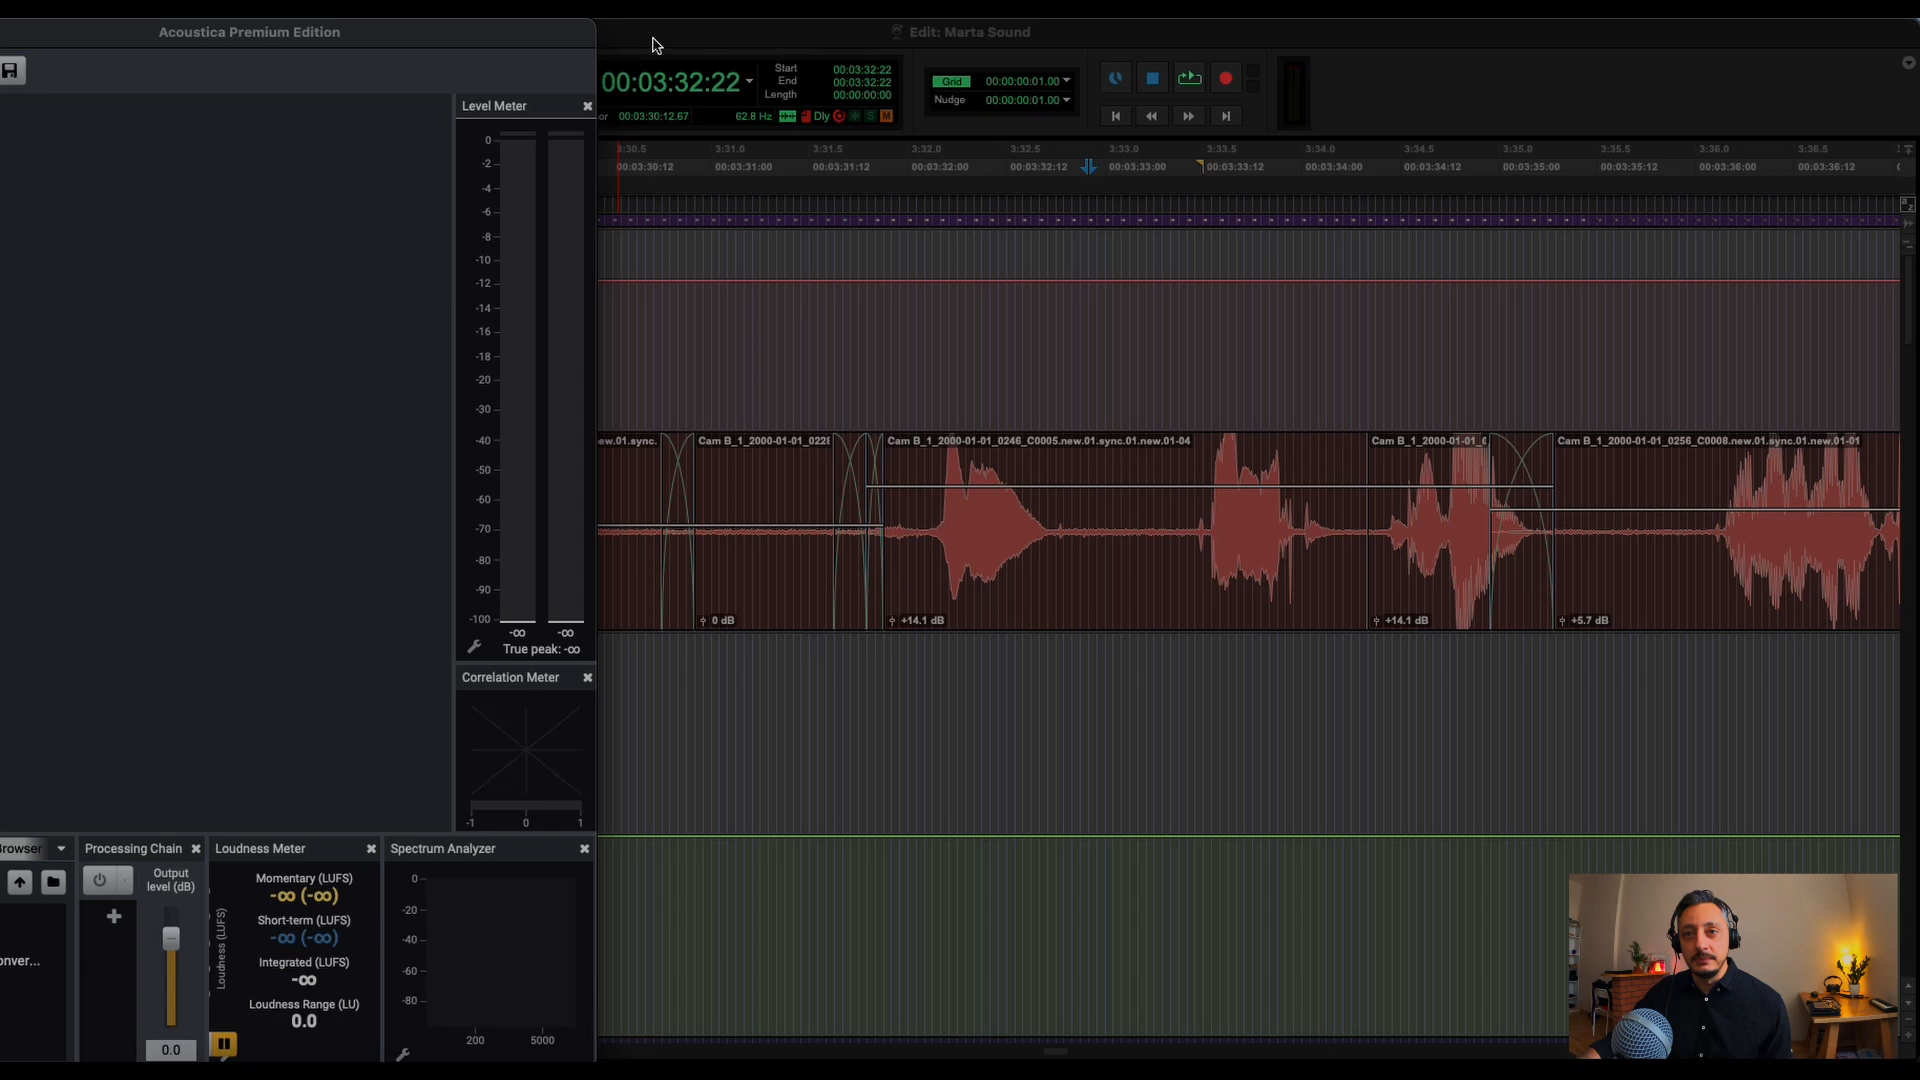 Acoustica Premium Edition
Edit: Marta Sound
00:03:32:22
Start 00:03:32:22
End 00:03:32:22
Length 00:00:00:00
Grid 00:00:00:01.00
Nudge 00:00:00:01.00
or 00:03:30:12.67 62.8 Hz Dly S M
3:30.5 3:31.0 3:31.5 3:32.0 3:32.5 3:33.0 3:33.5 3:34.0 3:34.5 3:35.0 3:35.5 3:36.0 3:36.5
00:03:30:12 00:03:31:00 00:03:31:12 00:03:32:00 00:03:32:12 00:03:33:00 00:03:33:12 00:03:34:00 00:03:34:12 00:03:35:00 00:03:35:12 00:03:36:00 00:03:36:12
a z
Level Meter
0
-2
-4
-6
-8
-10
-12
-14
-16
-18
-20
-30
-40
-50
-60
-70
-80
-90
-100
-∞ -∞
True peak: -∞
ew.01.sync. Cam B_1_2000-01-01_0228 Cam B_1_2000-01-01_0246_C0005.new.01.sync.01.new.01-04 Cam B_1_2000-01-01_0 Cam B_1_2000-01-01_0256_C0008.new.01.sync.01.new.01-01
0 dB +14.1 dB +14.1 dB +5.7 dB
Correlation Meter
-1 0 1
Browser
onver...
Processing Chain
Output
level (dB)
0.0
Loudness Meter
Loudness (LUFS)
Momentary (LUFS)
-∞ (-∞)
Short-term (LUFS)
-∞ (-∞)
Integrated (LUFS)
-∞
Loudness Range (LU)
0.0
Spectrum Analyzer
0
-20
-40
-60
-80
200 5000